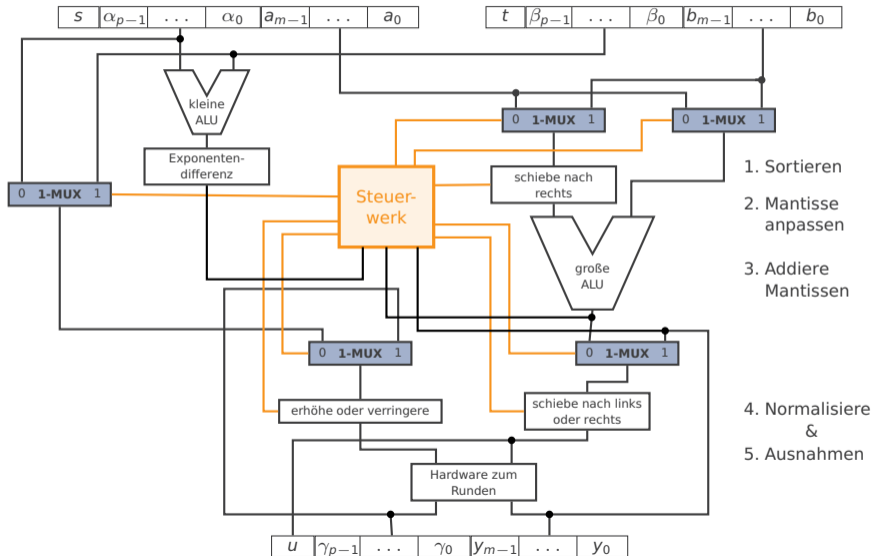 s α_{p−1} ... α_0 a_{m−1} ... a_0
t β_{p−1} ... β_0 b_{m−1} ... b_0
kleine
ALU
0 1-MUX 1
0 1-MUX 1
Exponenten-
differenz
0 1-MUX 1
Steuer-
werk
schiebe nach
rechts
große
ALU
1. Sortieren
2. Mantisse
anpassen
3. Addiere
Mantissen
0 1-MUX 1
0 1-MUX 1
erhöhe oder verringere
schiebe nach links
oder rechts
4. Normalisiere
&
5. Ausnahmen
Hardware zum
Runden
u γ_{p−1} ... γ_0 y_{m−1} ... y_0